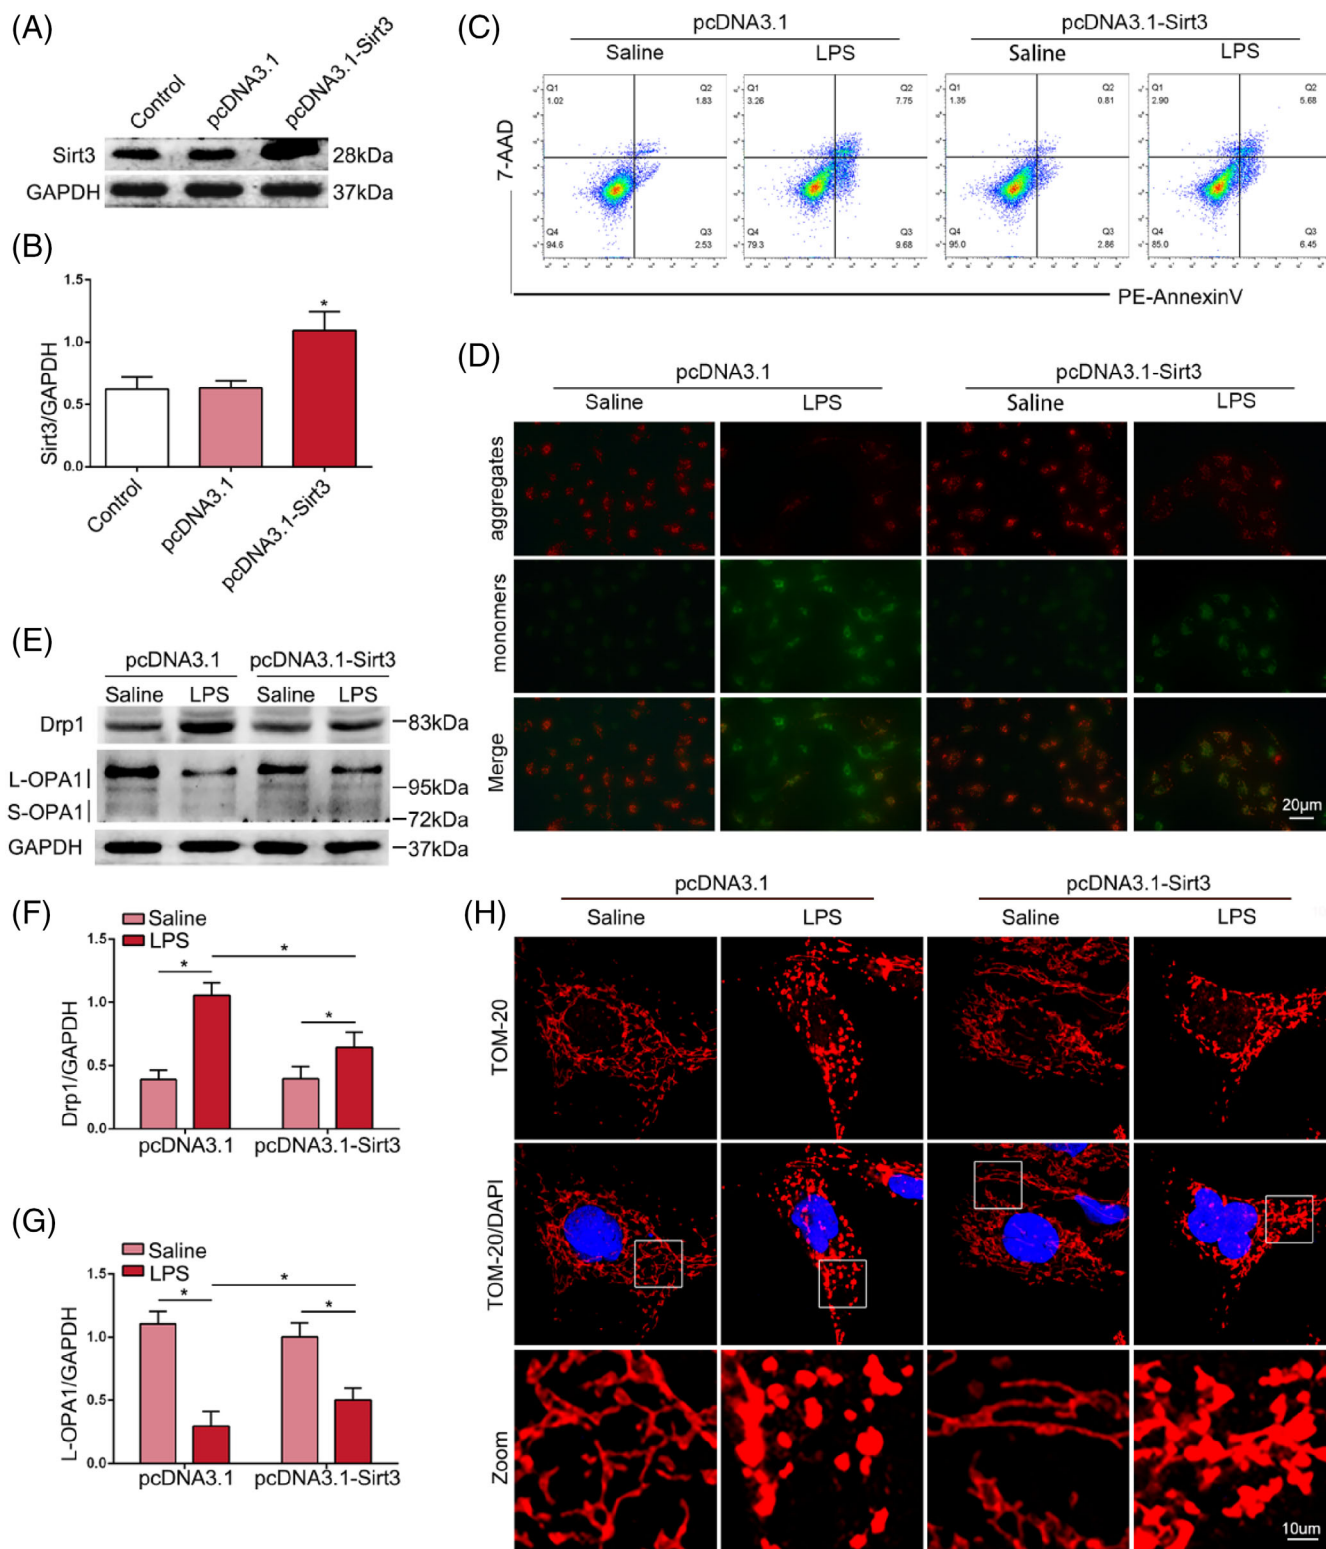 (A)
Control
pcDNA3.1
pcDNA3.1-Sirt3
Sirt3
28kDa
GAPDH
37kDa
(B)
1.5
1.0
0.5
0.0
Sirt3/GAPDH
*
Control
pcDNA3.1
pcDNA3.1-Sirt3
(C)
pcDNA3.1
pcDNA3.1-Sirt3
Saline
LPS
Saline
LPS
7-AAD
Q1
1.02
Q2
1.83
Q4
94.6
Q3
2.53
Q1
3.26
Q2
7.75
Q4
79.3
Q3
9.68
Q1
1.35
Q2
0.81
Q4
95.0
Q3
2.86
Q1
2.90
Q2
5.68
Q4
85.0
Q3
6.45
PE-AnnexinV
(D)
pcDNA3.1
pcDNA3.1-Sirt3
Saline
LPS
Saline
LPS
aggregates
monomers
Merge
20μm
(E)
pcDNA3.1
pcDNA3.1-Sirt3
Saline
LPS
Saline
LPS
Drp1
83kDa
L-OPA1
95kDa
S-OPA1
72kDa
GAPDH
37kDa
(F)
Saline
LPS
1.5
1.0
0.5
0.0
Drp1/GAPDH
*
*
*
pcDNA3.1
pcDNA3.1-Sirt3
(G)
Saline
LPS
1.5
1.0
0.5
0.0
L-OPA1/GAPDH
*
*
*
pcDNA3.1
pcDNA3.1-Sirt3
(H)
pcDNA3.1
pcDNA3.1-Sirt3
Saline
LPS
Saline
LPS
TOM-20
TOM-20/DAPI
Zoom
10um